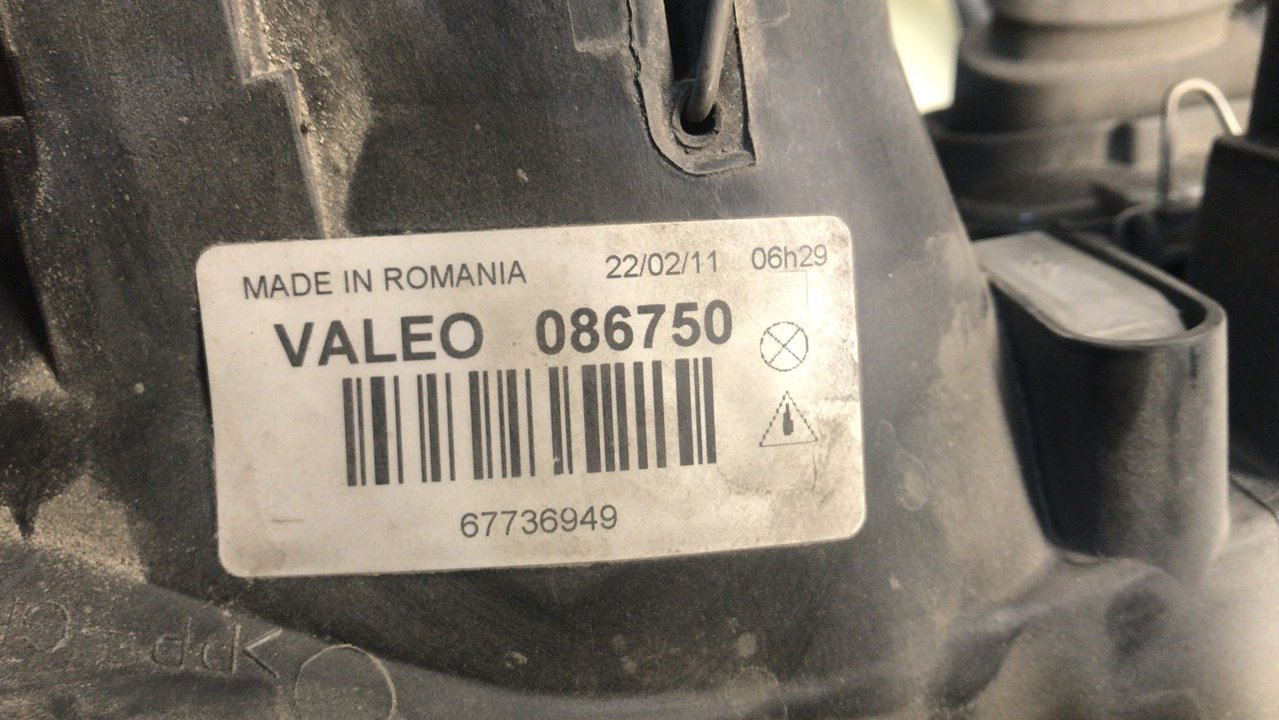 MADE IN ROMANIA 22/02/11 06h29
VALEO 086750
67736949